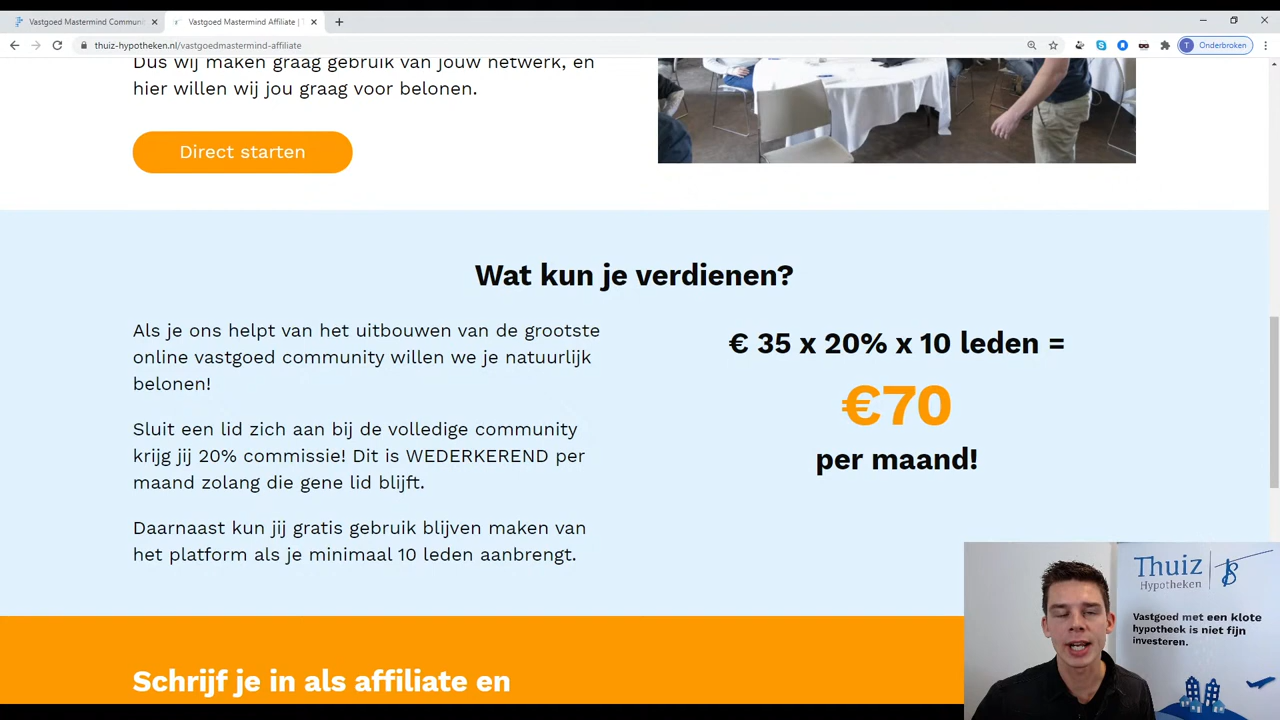 Vastgoed Mastermind Communi
Vastgoed Mastermind Affiliate | T
thuiz-hypotheken.nl/vastgoedmastermind-affiliate
T
Onderbroken
Dus wij maken graag gebruik van jouw netwerk, en
hier willen wij jou graag voor belonen.
Direct starten
Wat kun je verdienen?
Als je ons helpt van het uitbouwen van de grootste
online vastgoed community willen we je natuurlijk
belonen!
Sluit een lid zich aan bij de volledige community
krijg jij 20% commissie! Dit is WEDERKEREND per
maand zolang die gene lid blijft.
Daarnaast kun jij gratis gebruik blijven maken van
het platform als je minimaal 10 leden aanbrengt.
€ 35 x 20% x 10 leden =
€70
per maand!
Schrijf je in als affiliate en
Thuiz
Hypotheken
Vastgoed met een klote
hypotheek is niet fijn
investeren.